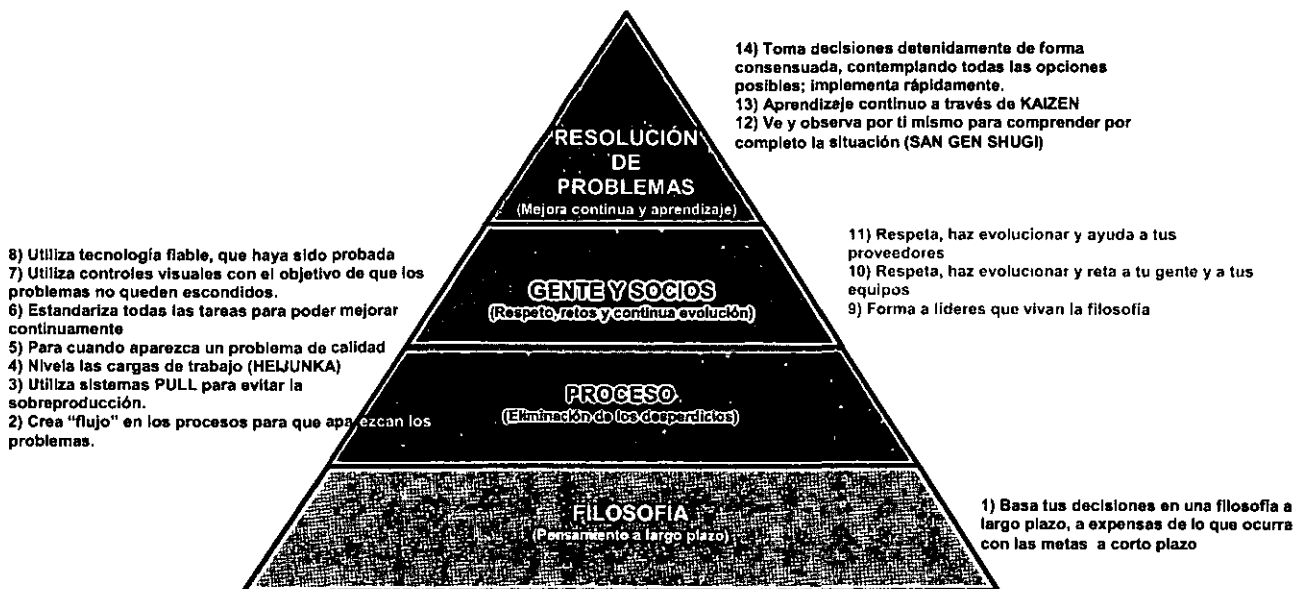 14) Toma decisiones detenidamente de forma
consensuada, contemplando todas las opciones
posibles; implementa rápidamente.
13) Aprendizaje continuo a través de KAIZEN
12) Ve y observa por ti mismo para comprender por
completo la situación (SAN GEN SHUGI)
RESOLUCIÓN
DE
PROBLEMAS
(Mejora continua y aprendizaje)
11) Respeta, haz evolucionar y ayuda a tus
proveedores
10) Respeta, haz evolucionar y reta a tu gente y a tus
equipos
9) Forma a líderes que vivan la filosofía
GENTE Y SOCIOS
(Respeto, retos y continua evolución)
8) Utiliza tecnología fiable, que haya sido probada
7) Utiliza controles visuales con el objetivo de que los
problemas no queden escondidos.
6) Estandariza todas las tareas para poder mejorar
continuamente
5) Para cuando aparezca un problema de calidad
4) Nivela las cargas de trabajo (HEIJUNKA)
3) Utiliza sistemas PULL para evitar la
sobreproducción.
2) Crea "flujo" en los procesos para que aparezcan los
problemas.
PROCESO
(Eliminación de los desperdicios)
FILOSOFÍA
(Pensamiento a largo plazo)
1) Basa tus decisiones en una filosofía a
largo plazo, a expensas de lo que ocurra
con las metas a corto plazo